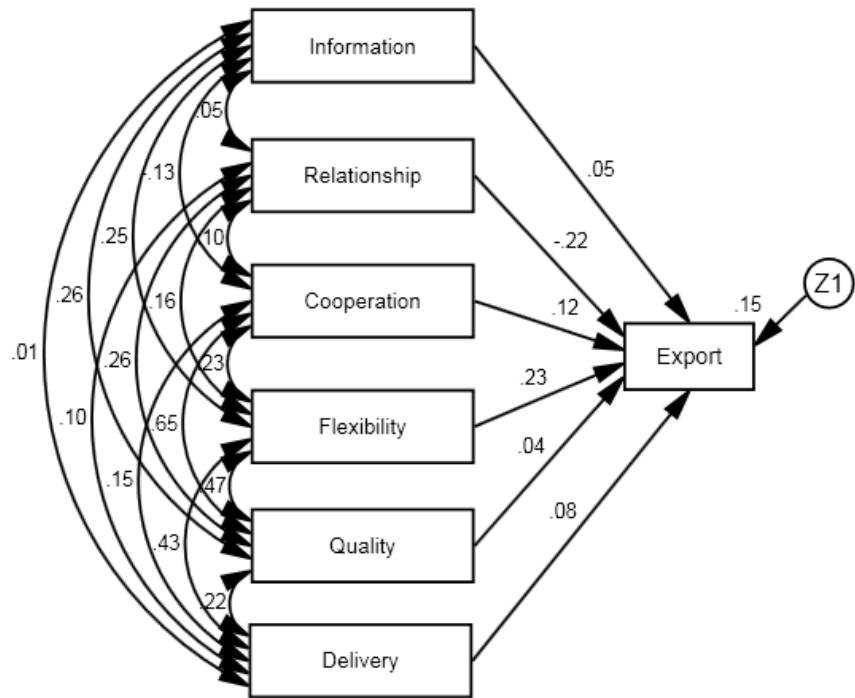 Information
.05
Relationship
-.13
.05
.25
-.22
.10
Z1
.26
.16
Cooperation
.12
.15
.01
.26
.23
Export
.23
.10
.65
Flexibility
.04
.15
.47
.43
Quality
.08
.22
Delivery